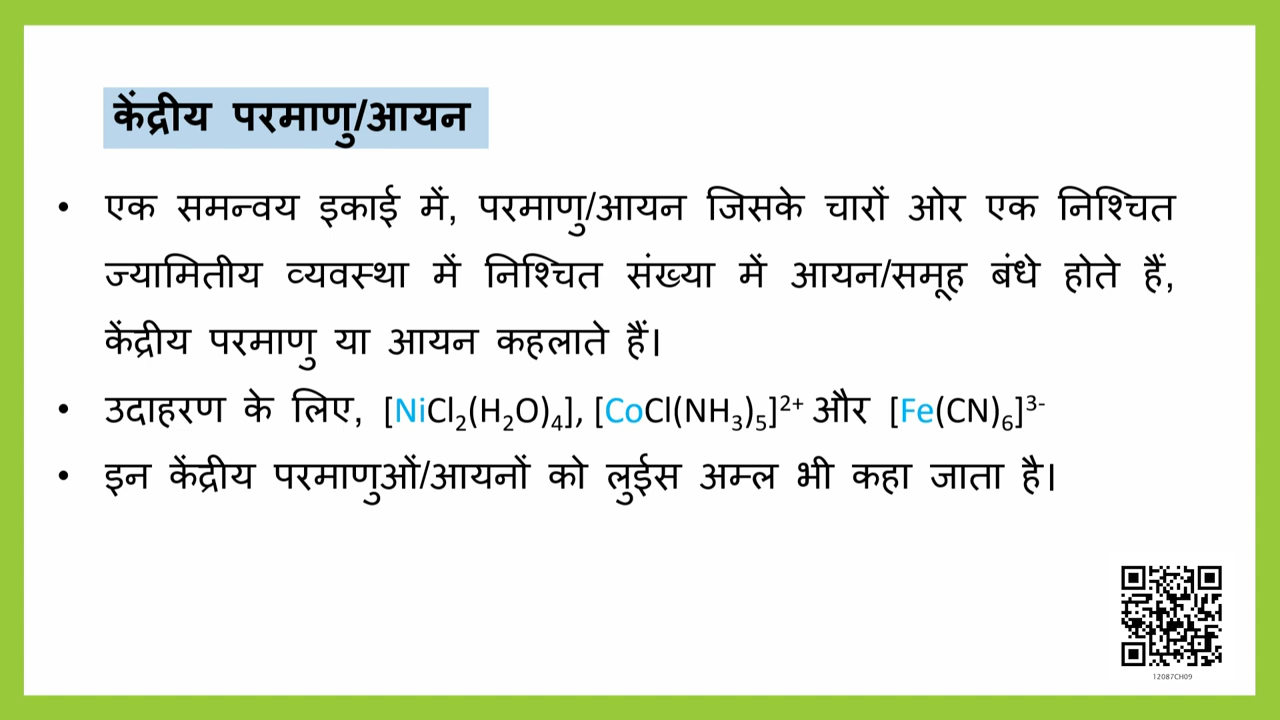 केंद्रीय परमाणु/आयन
• एक समन्वय इकाई में, परमाणु/आयन जिसके चारों ओर एक निश्चित
ज्यामितीय व्यवस्था में निश्चित संख्या में आयन/समूह बंधे होते हैं,
केंद्रीय परमाणु या आयन कहलाते हैं।
• उदाहरण के लिए, [NiCl₂(H₂O)₄], [CoCl(NH₃)₅]²⁺ और [Fe(CN)₆]³⁻
• इन केंद्रीय परमाणुओं/आयनों को लुईस अम्ल भी कहा जाता है।
12087CH09